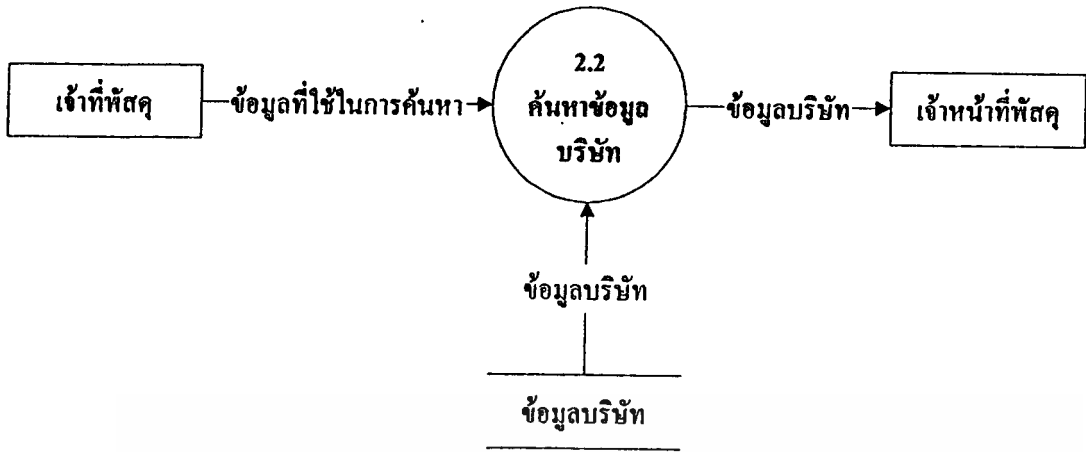 เจ้าที่พัสดุ
ข้อมูลที่ใช้ในการค้นหา
2.2
ค้นหาข้อมูล
บริษัท
ข้อมูลบริษัท
เจ้าหน้าที่พัสดุ
ข้อมูลบริษัท
ข้อมูลบริษัท